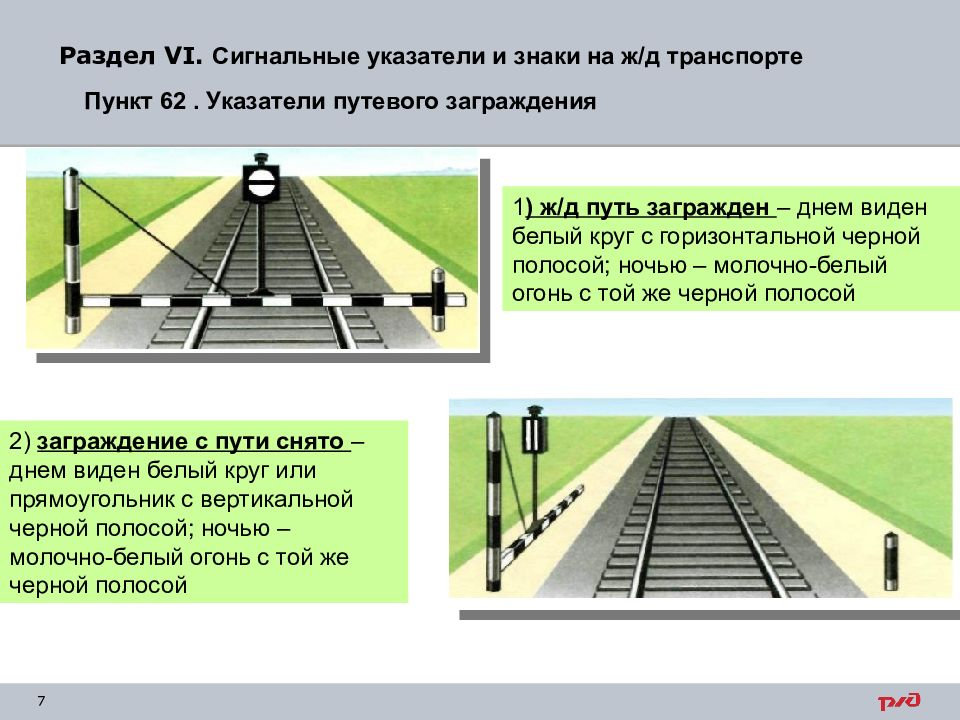 Раздел VI. Сигнальные указатели и знаки на ж/д транспорте
Пункт 62 . Указатели путевого заграждения
1) ж/д путь загражден – днем виден
белый круг с горизонтальной черной
полосой; ночью – молочно-белый
огонь с той же черной полосой
2) заграждение с пути снято –
днем виден белый круг или
прямоугольник с вертикальной
черной полосой; ночью –
молочно-белый огонь с той же
черной полосой
7
ржд